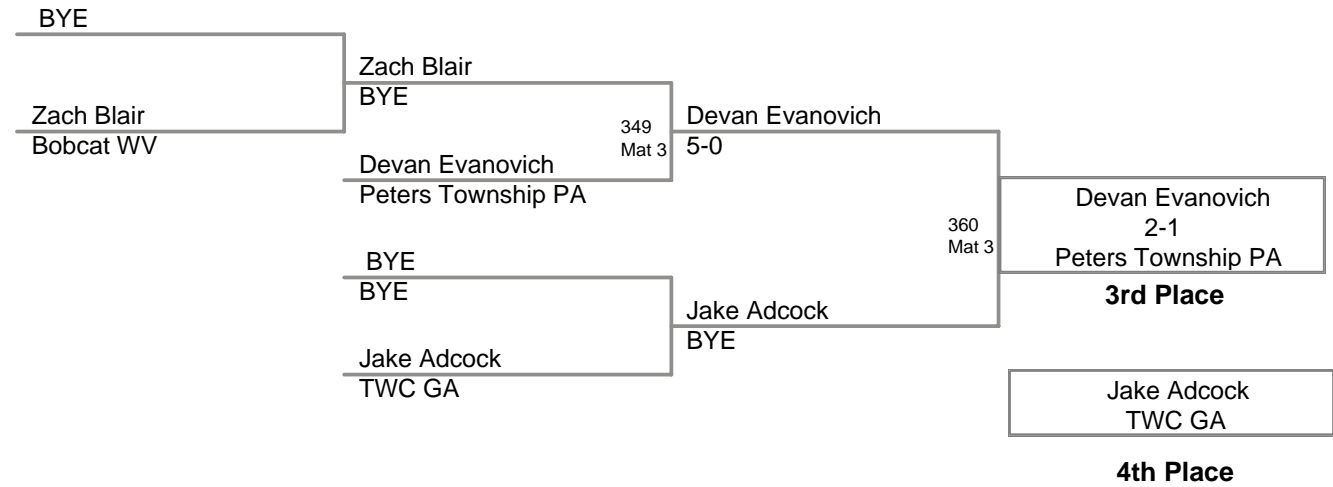 BYE
Zach Blair
Bobcat WV
Zach Blair
BYE
349
Mat 3
Devan Evanovich
Peters Township PA
Devan Evanovich
5-0
BYE
BYE
Jake Adcock
TWC GA
Jake Adcock
BYE
360
Mat 3
Devan Evanovich
2-1
Peters Township PA
3rd Place
Jake Adcock
TWC GA
4th Place